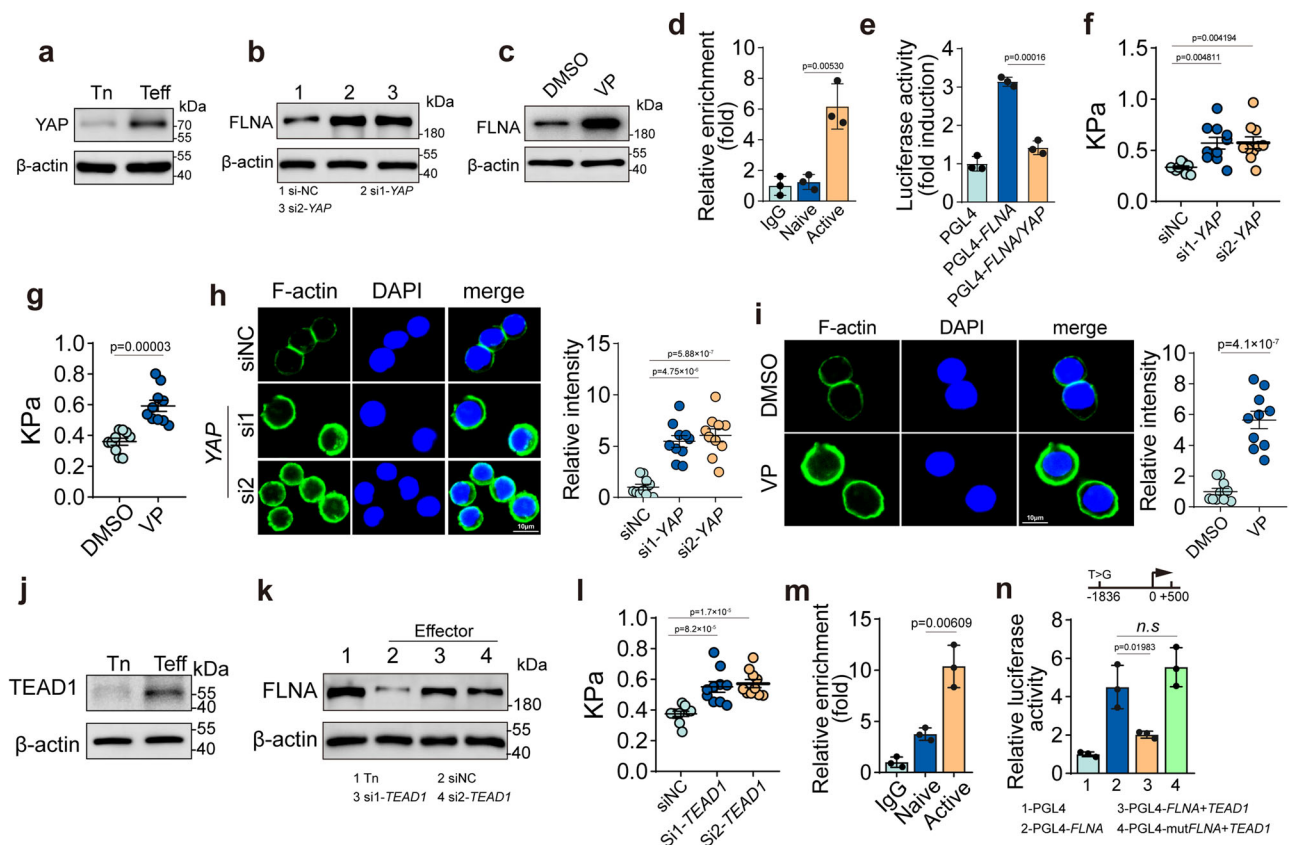 a
Tn Teff
kDa
YAP
70
55
β-actin
55
40
b
1 2 3
kDa
FLNA
180
β-actin
55
40
1 si-NC 2 si1-YAP
3 si2-YAP
c
DMSO VP
kDa
FLNA
180
β-actin
55
40
d
Relative enrichment
(fold)
10
8
6
4
2
0
p=0.00530
IgG
Naive
Active
e
Luciferase activity
(fold induction)
4
3
2
1
0
p=0.00016
PGL4
PGL4-FLNA
PGL4-FLNA/YAP
f
KPa
1.5
1.0
0.5
0.0
p=0.004194
p=0.004811
siNC
si1-YAP
si2-YAP
g
KPa
1.0
0.8
0.6
0.4
0.2
0.0
p=0.00003
DMSO
VP
h
F-actin DAPI merge
siNC
YAP
si1
si2
10μm
Relative intensity
15
10
5
0
p=5.88×10-7
p=4.75×10-6
siNC
si1-YAP
si2-YAP
i
F-actin DAPI merge
DMSO
VP
10μm
Relative intensity
10
8
6
4
2
0
p=4.1×10-7
DMSO
VP
j
Tn Teff
kDa
TEAD1
55
40
β-actin
55
40
k
Effector
1 2 3 4
kDa
FLNA
180
β-actin
55
40
1 Tn 2 siNC
3 si1-TEAD1 4 si2-TEAD1
l
KPa
1.0
0.8
0.6
0.4
0.2
0.0
p=1.7×10-5
p=8.2×10-5
siNC
Si1-TEAD1
Si2-TEAD1
m
Relative enrichment
(fold)
15
10
5
0
p=0.00609
IgG
Naive
Active
n
T>G
-1836 0 +500
Relative luciferase
activity
8
6
4
2
0
n.s
p=0.01983
1 2 3 4
1-PGL4 3-PGL4-FLNA+TEAD1
2-PGL4-FLNA 4-PGL4-mutFLNA+TEAD1